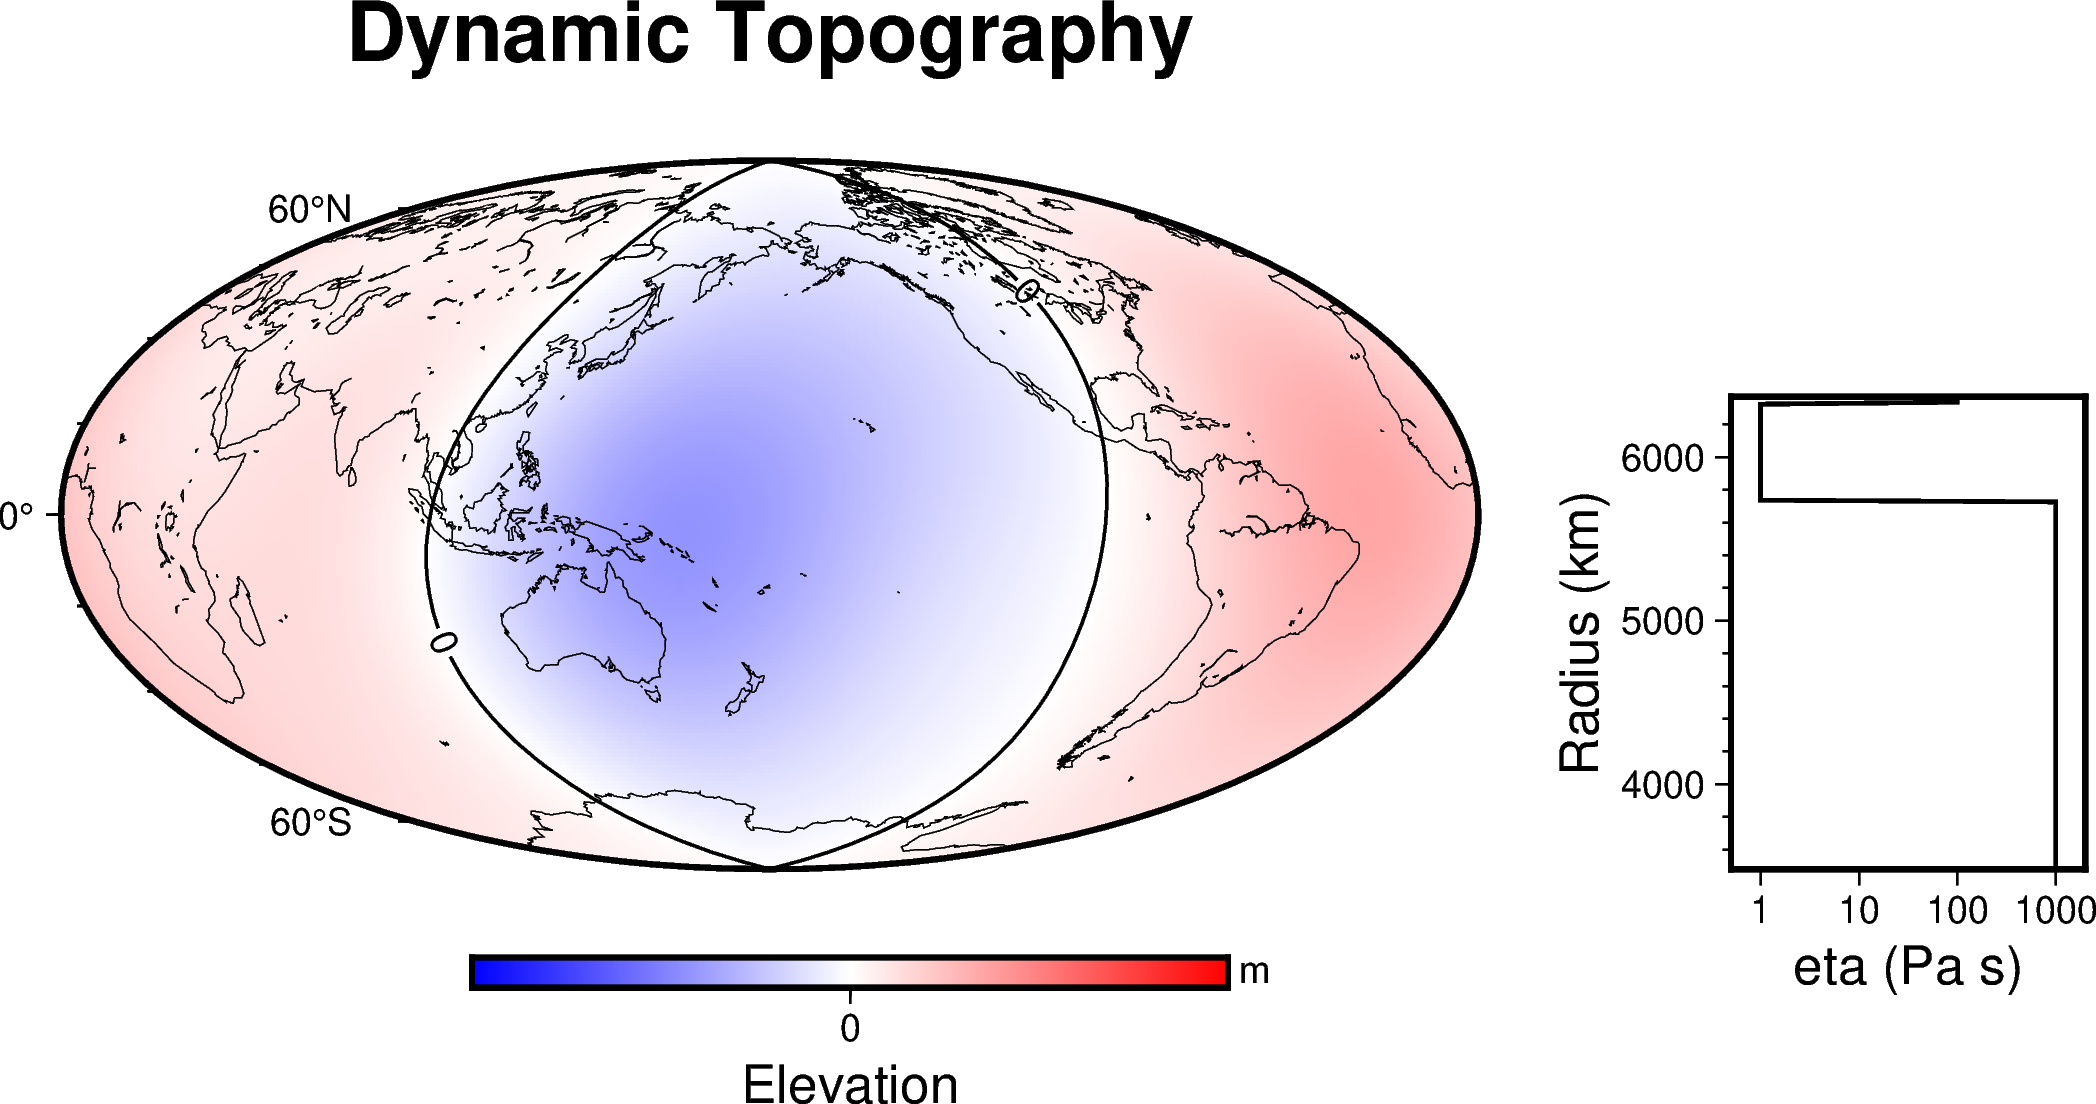 Dynamic Topography
60°N
0°
60°S
0
0
m
0
Elevation
6000
5000
4000
Radius (km)
1 10 100 1000
eta (Pa s)